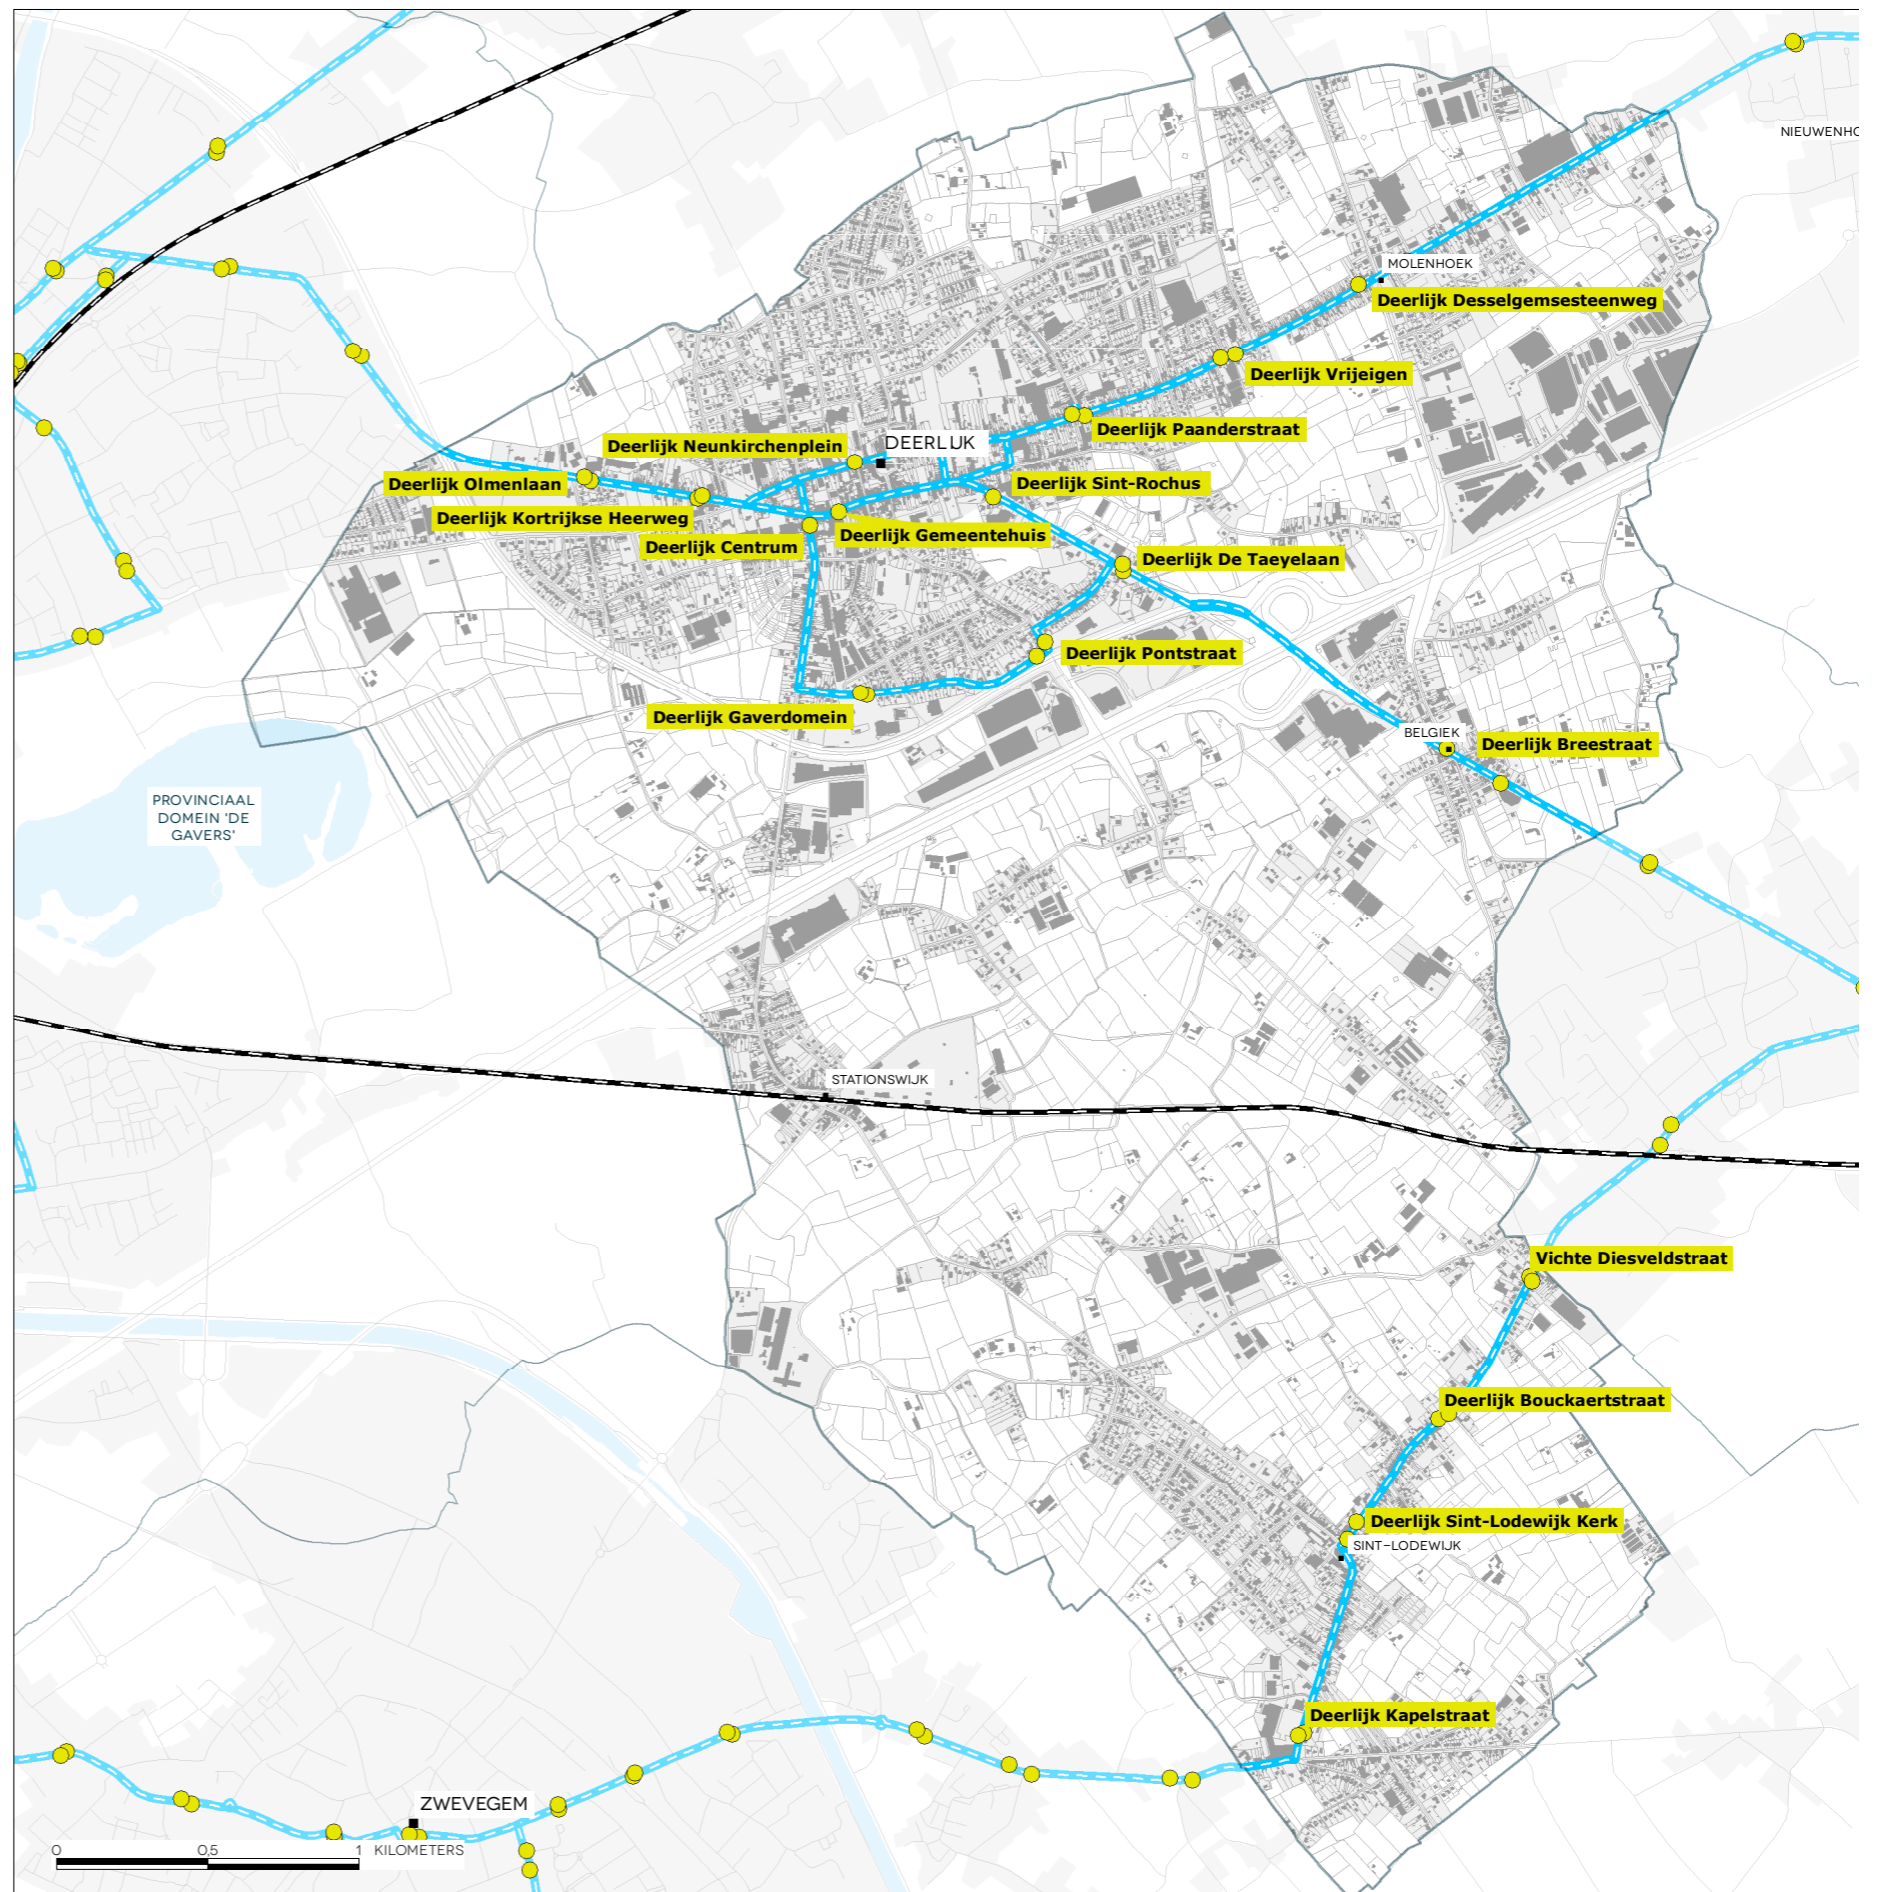 NIEUWENHO
MOLENHOEK
Deerlijk Desselgemsesteenweg
Deerlijk Vrijeigen
Deerlijk Paanderstraat
Deerlijk Neunkirchenplein
DEERLIJK
Deerlijk Olmenlaan
Deerlijk Sint-Rochus
Deerlijk Kortrijkse Heerweg
Deerlijk Gemeentehuis
Deerlijk Centrum
Deerlijk De Taeyelaan
Deerlijk Pontstraat
Deerlijk Gaverdomein
BELGIEK
Deerlijk Breestraat
PROVINCIAAL
DOMEIN 'DE
GAVERS'
STATIONSWIJK
Vichte Diesveldstraat
Deerlijk Bouckaertstraat
Deerlijk Sint-Lodewijk Kerk
SINT-LODEWIJK
Deerlijk Kapelstraat
ZWEVEGEM
0 0,5 1 KILOMETERS